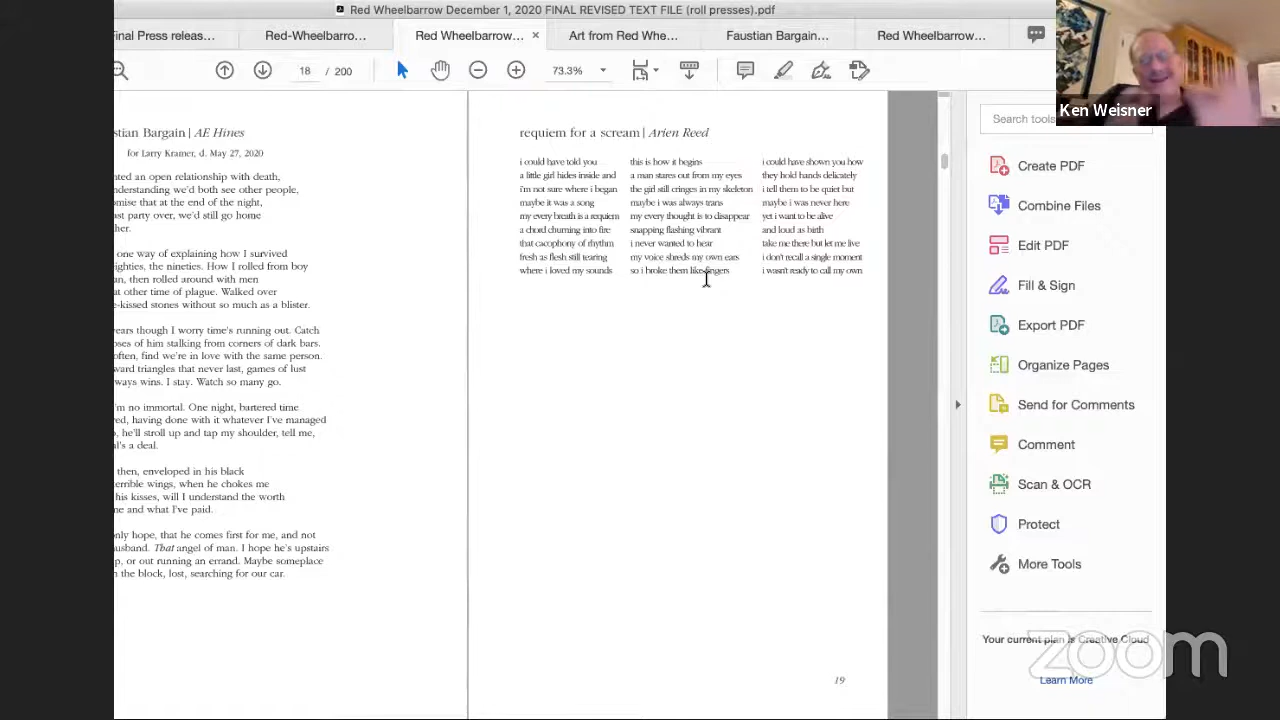 Red Wheelbarrow December 1, 2020 FINAL REVISED TEXT FILE (roll presses).pdf
Final Press releas...
Red-Wheelbarro...
Red Wheelbarrow...
Art from Red Whe...
Faustian Bargain...
Red Wheelbarrow...
18 / 200
73.3%
Ken Weisner
stian Bargain | AE Hines
for Larry Kramer, d. May 27, 2020
nted an open relationship with death,
nderstanding we'd both see other people,
omise that at the end of the night,
ast party over, we'd still go home
her.
one way of explaining how I survived
eighties, the nineties. How I rolled from boy
an, then rolled around with men
at other time of plague. Walked over
e-kissed stones without so much as a blister.
years though I worry time's running out. Catch
oses of him stalking from corners of dark bars.
often, find we're in love with the same person.
ward triangles that never last, games of lust
ways wins. I stay. Watch so many go.
'm no immortal. One night, bartered time
ved, having done with it whatever I've managed
o, he'll stroll up and tap my shoulder, tell me,
al's a deal.
then, enveloped in his black
terrible wings, when he chokes me
his kisses, will I understand the worth
me and what I've paid.
only hope, that he comes first for me, and not
usband. That angel of man. I hope he's upstairs
p, or out running an errand. Maybe someplace
n the block, lost, searching for our car.
requiem for a scream | Arien Reed
i could have told you this is how it begins i could have shown you how
a little girl hides inside and a man stares out from my eyes they hold hands delicately
i'm not sure where i began the girl still cringes in my skeleton i tell them to be quiet but
maybe it was a song maybe i was always trans maybe i was never here
my every breath is a requiem my every thought is to disappear yet i want to be alive
a chord churning into fire snapping flashing vibrant and loud as birth
that cacophony of rhythm i never wanted to hear take me there but let me live
fresh as flesh still tearing my voice shreds my own ears i don't recall a single moment
where i loved my sounds so i broke them like fingers i wasn't ready to call my own
19
Search tools
Create PDF
Combine Files
Edit PDF
Fill & Sign
Export PDF
Organize Pages
Send for Comments
Comment
Scan & OCR
Protect
More Tools
Your current plan is Creative Cloud
Learn More
zoom